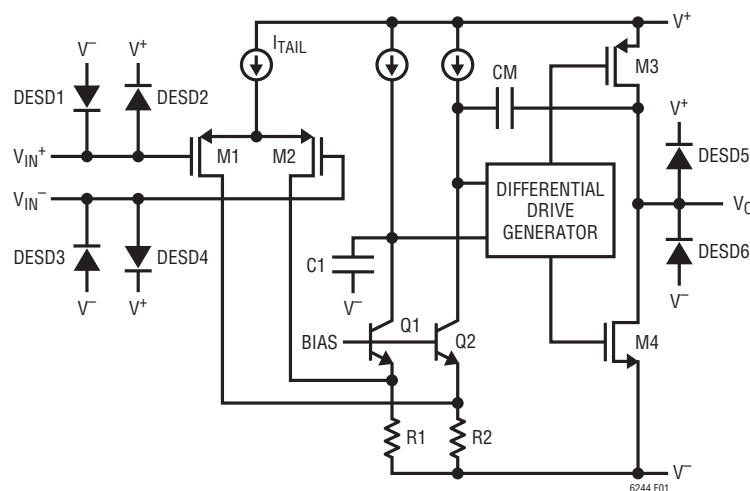 V+
ITAIL
V− V+
M3
CM
DESD1 DESD2
V+
VIN+
M1 M2
DESD5
VIN−
DIFFERENTIAL
DRIVE
GENERATOR
VO
DESD3 DESD4
C1
DESD6
V− V+
V−
V−
Q1
BIAS
Q2
M4
R1 R2
V−
6244 F01